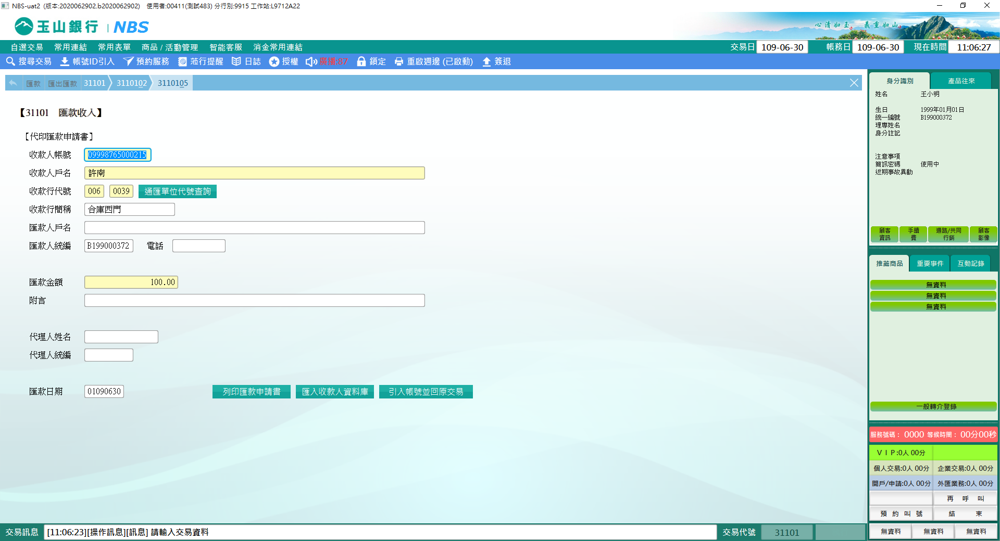 NBS-uat2 (版本:2020062902.b2020062902) 使用者:00411(測試483) 分行別:9915 工作站:L9712A22
玉山銀行 | NBS
心清如玉。義重如山。
自選交易 常用連結 常用表單 商品 / 活動管理 智能客服 消金常用連結
交易日 109-06-30 帳務日 109-06-30 現在時間 11:06:27
搜尋交易 帳號ID引入 預約服務 蒞行提醒 日誌 授權 廣播:87 鎖定 重啟週邊 (已啟動) 簽退
匯款 匯出匯款 31101 3110102 3110105
【31101 匯款收入】
【代印匯款申請書】
收款人帳號 09998765000215
收款人戶名 許南
收款行代號 006 0039 通匯單位代號查詢
收款行簡稱 合庫西門
匯款人戶名
匯款人統編 B199000372 電話
匯款金額 100.00
附言
代理人姓名
代理人統編
匯款日期 01090630 列印匯款申請書 匯入收款人資料庫 引入帳號並回原交易
身分識別 產品往來
姓名 王小明
生日 1999年01月01日
統一編號 B199000372
理專姓名
身分註記
注意事項
簡訊密碼 使用中
近期事故異動
顧客資訊 手續費 通路/共同行銷 顧客影像
推薦商品 重要事件 互動記錄
無資料
無資料
無資料
一般轉介登錄
服務號碼： 0000 等候時間： 00分00秒
ＶＩＰ:0人 00分
個人交易:0人 00分 企業交易:0人 00分
開戶/申請:0人 00分 外匯業務:0人 00分
再 呼 叫
預 約 叫 號 結 束
無資料 無資料 無資料
交易訊息 [11:06:23][操作訊息][訊息] 請輸入交易資料 交易代號 31101